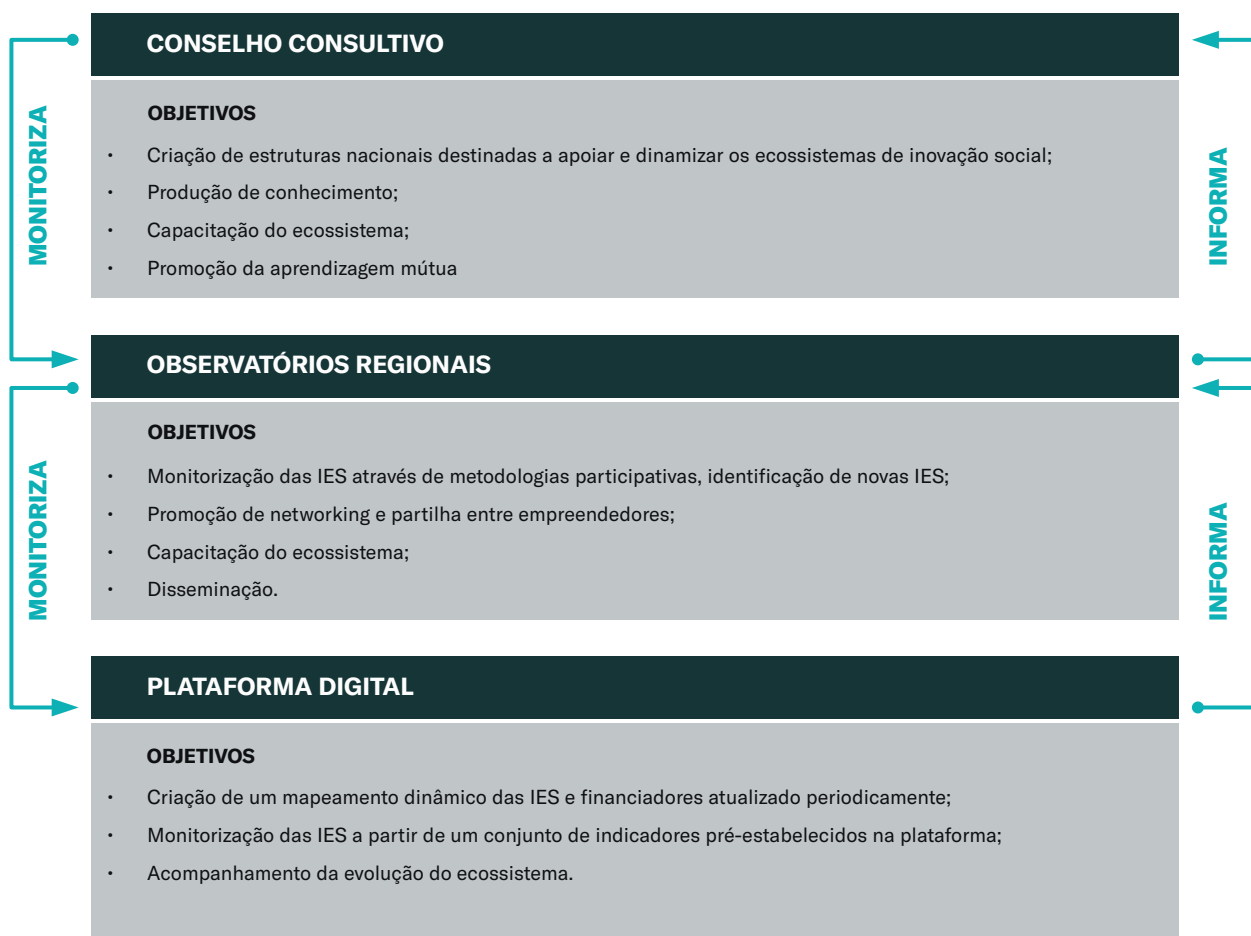 CONSELHO CONSULTIVO
OBJETIVOS
• Criação de estruturas nacionais destinadas a apoiar e dinamizar os ecossistemas de inovação social;
• Produção de conhecimento;
• Capacitação do ecossistema;
• Promoção da aprendizagem mútua
MONITORIZA
INFORMA
OBSERVATÓRIOS REGIONAIS
OBJETIVOS
• Monitorização das IES através de metodologias participativas, identificação de novas IES;
• Promoção de networking e partilha entre empreendedores;
• Capacitação do ecossistema;
• Disseminação.
MONITORIZA
INFORMA
PLATAFORMA DIGITAL
OBJETIVOS
• Criação de um mapeamento dinâmico das IES e financiadores atualizado periodicamente;
• Monitorização das IES a partir de um conjunto de indicadores pré-estabelecidos na plataforma;
• Acompanhamento da evolução do ecossistema.